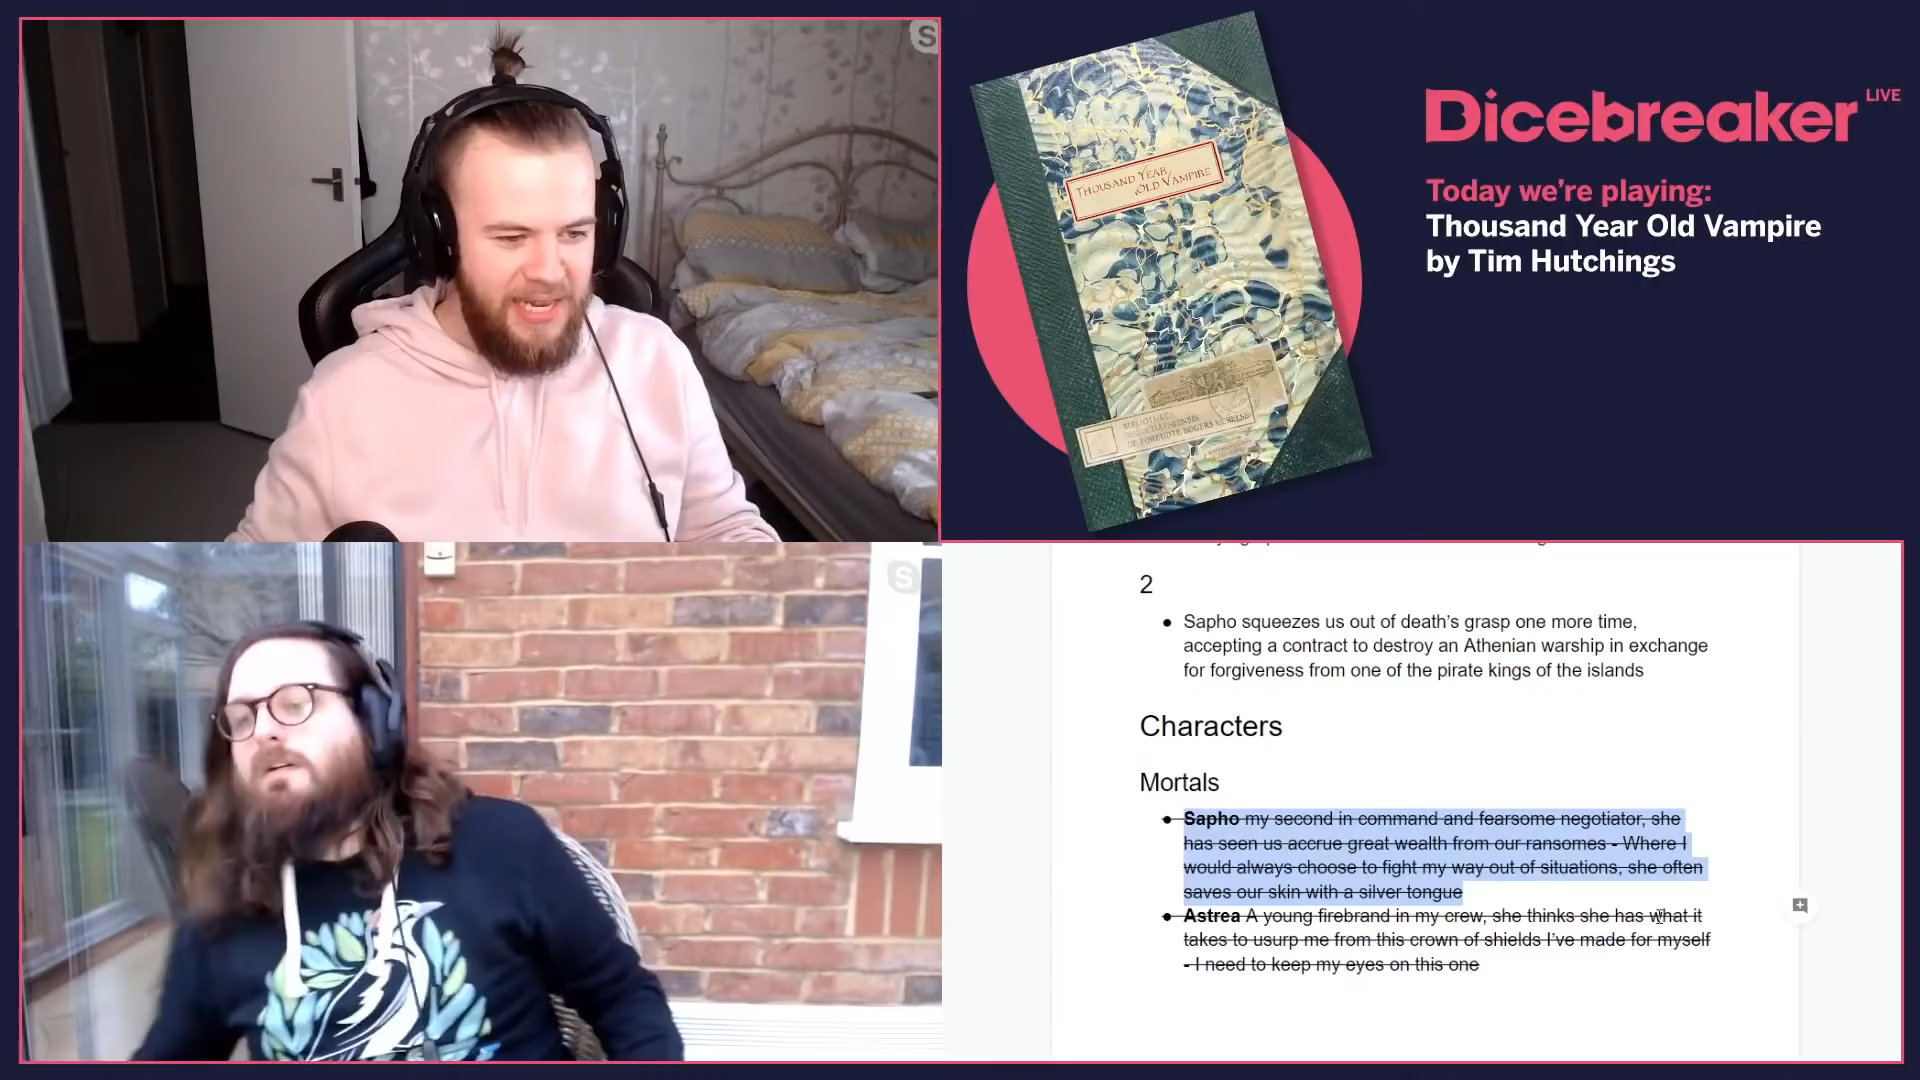 Dicebreaker LIVE
Today we're playing:
Thousand Year Old Vampire
by Tim Hutchings
THOUSAND YEAR
OLD VAMPIRE
S
S
2
Sapho squeezes us out of death's grasp one more time,
accepting a contract to destroy an Athenian warship in exchange
for forgiveness from one of the pirate kings of the islands
Characters
Mortals
Sapho my second in command and fearsome negotiator, she
has seen us accrue great wealth from our ransomes - Where I
would always choose to fight my way out of situations, she often
saves our skin with a silver tongue
Astrea A young firebrand in my crew, she thinks she has what it
takes to usurp me from this crown of shields I've made for myself
- I need to keep my eyes on this one